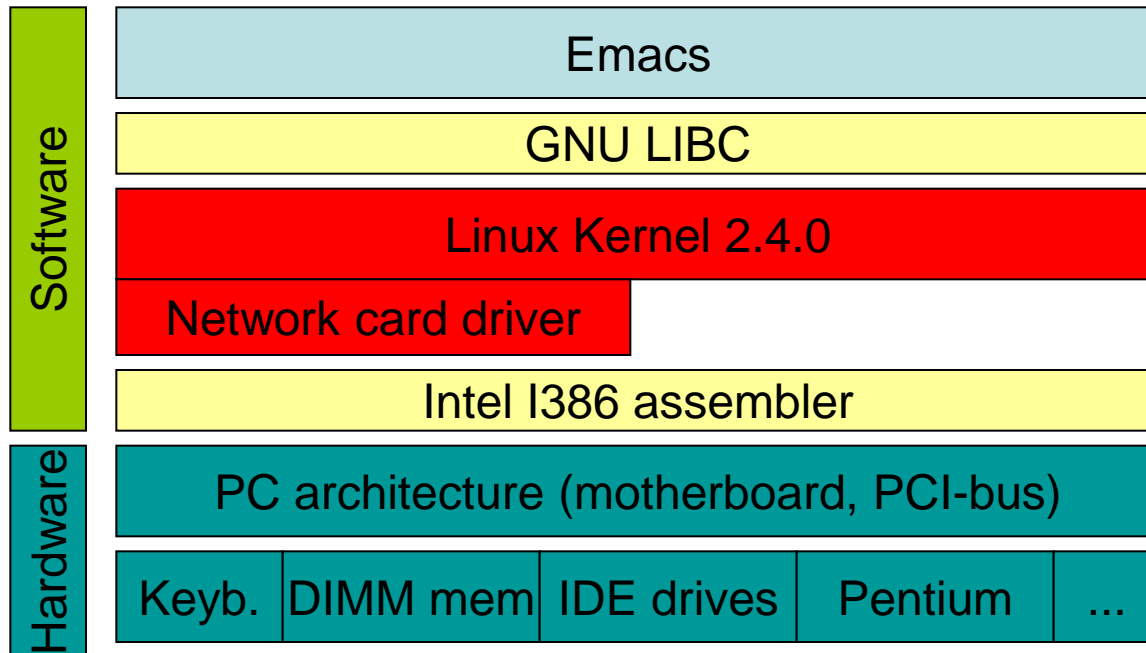 Software
Emacs
GNU LIBC
Linux Kernel 2.4.0
Network card driver
Intel I386 assembler
Hardware
PC architecture (motherboard, PCI-bus)
Keyb. DIMM mem IDE drives Pentium ...